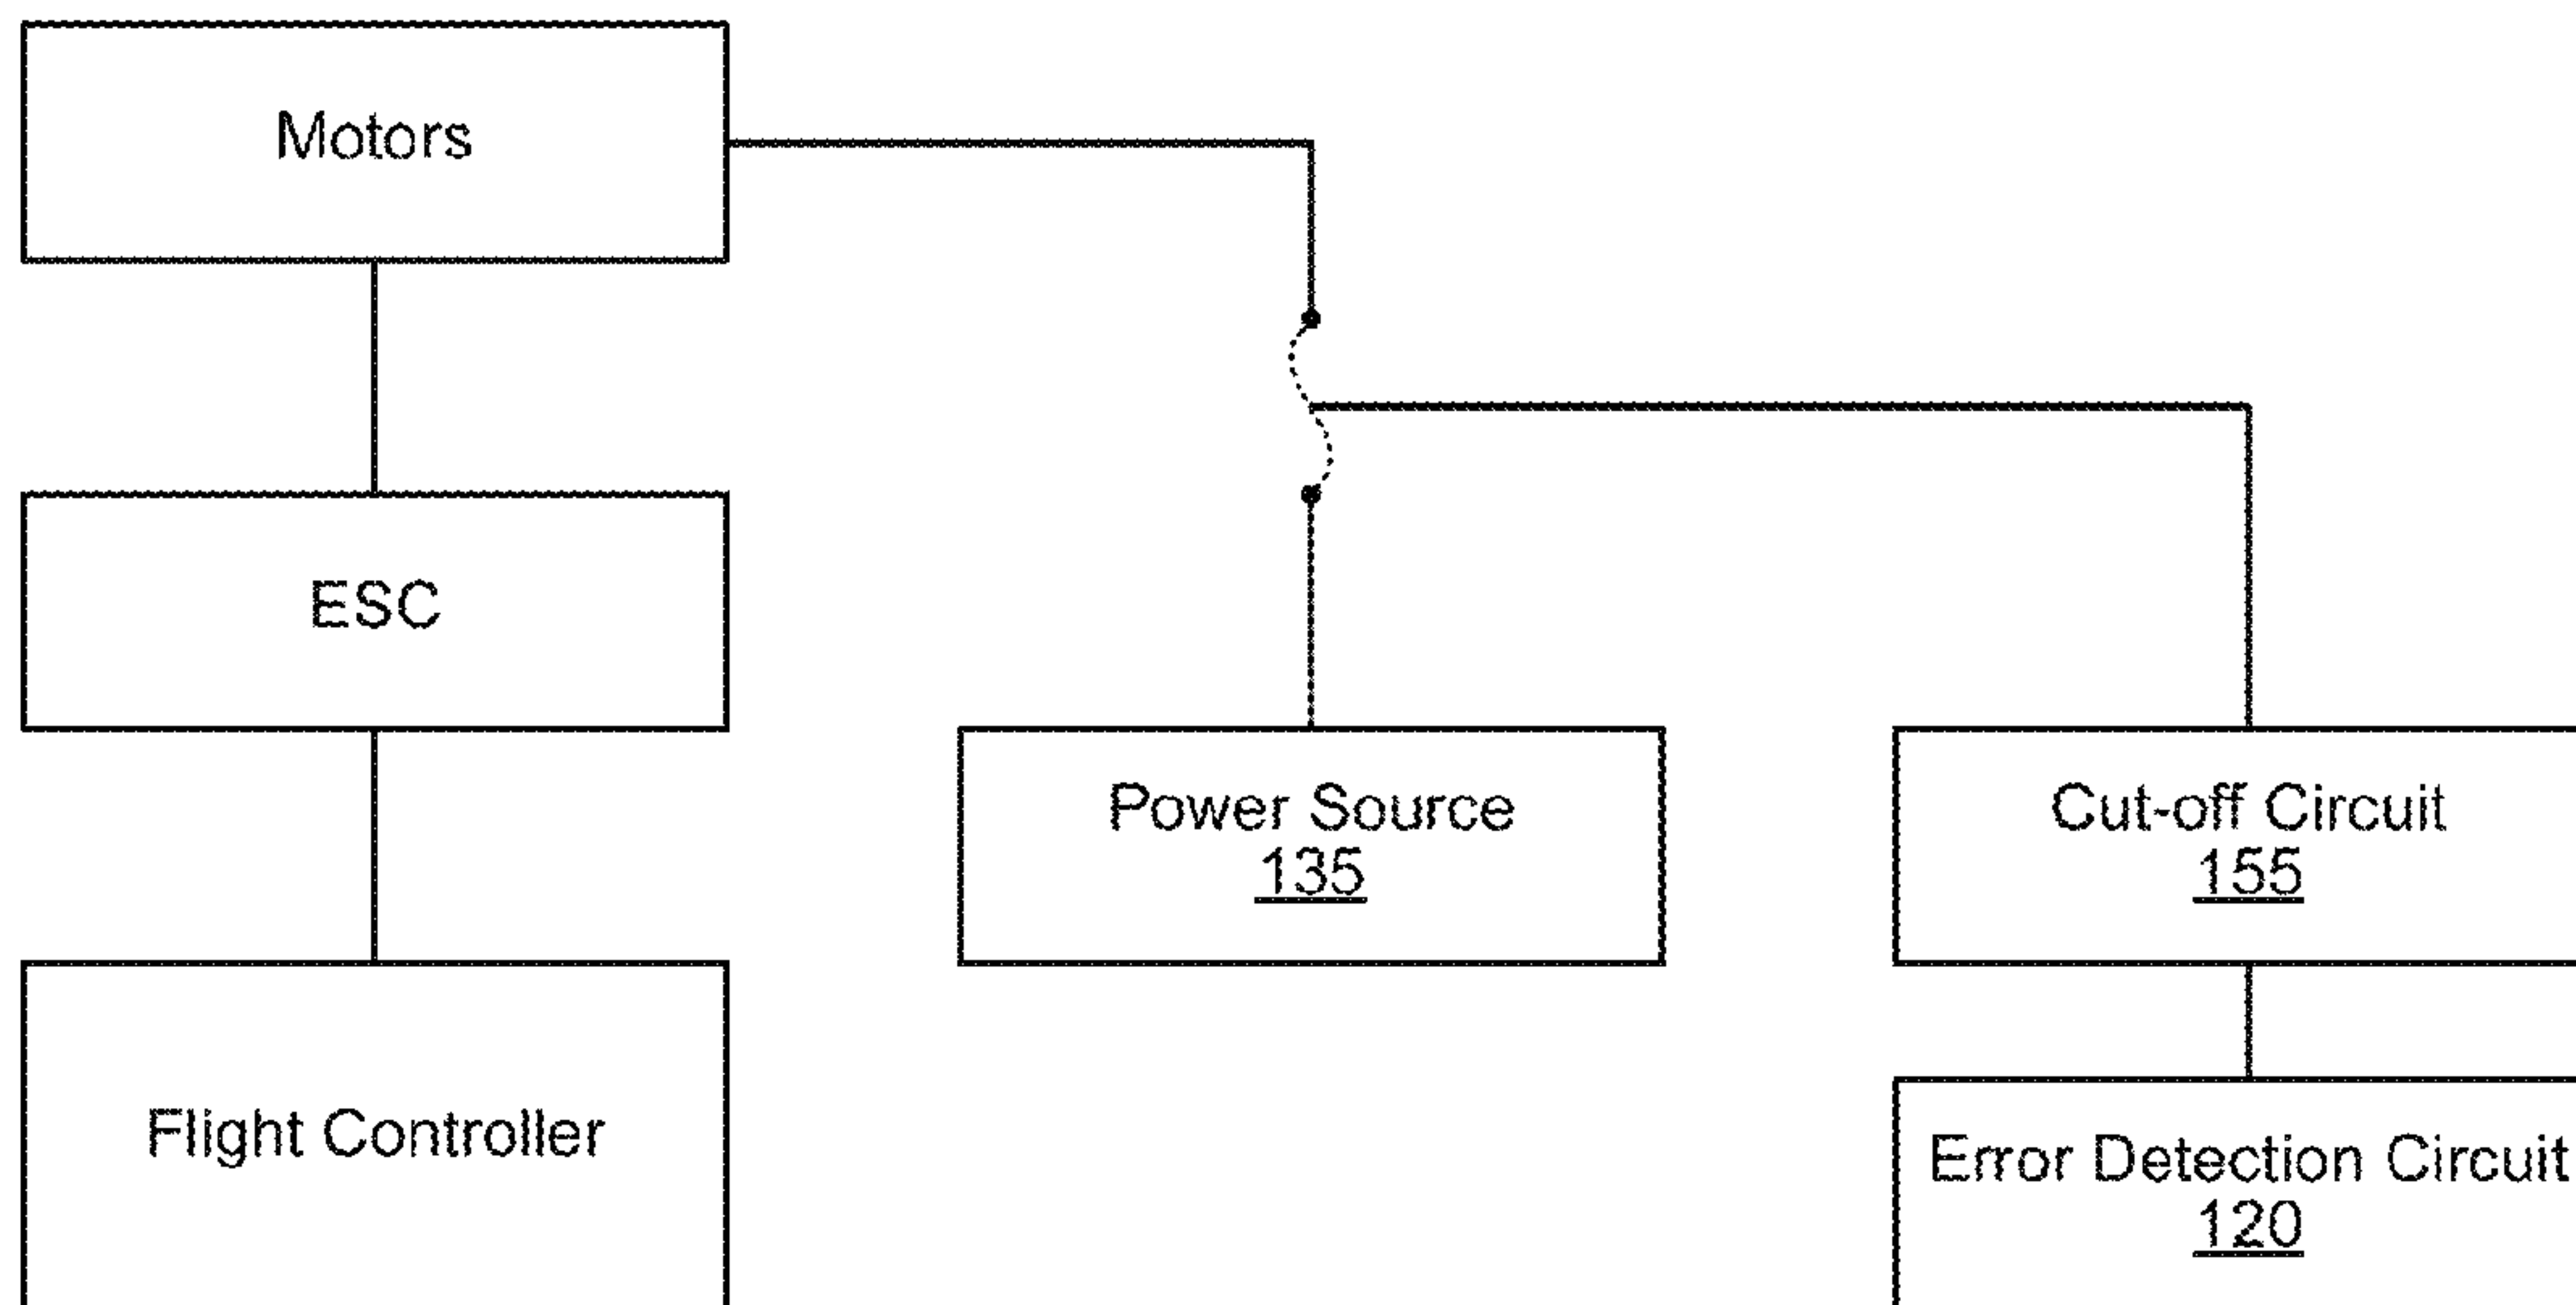 Motors
ESC
Power Source
135
Cut-off Circuit
155
Flight Controller
Error Detection Circuit
120